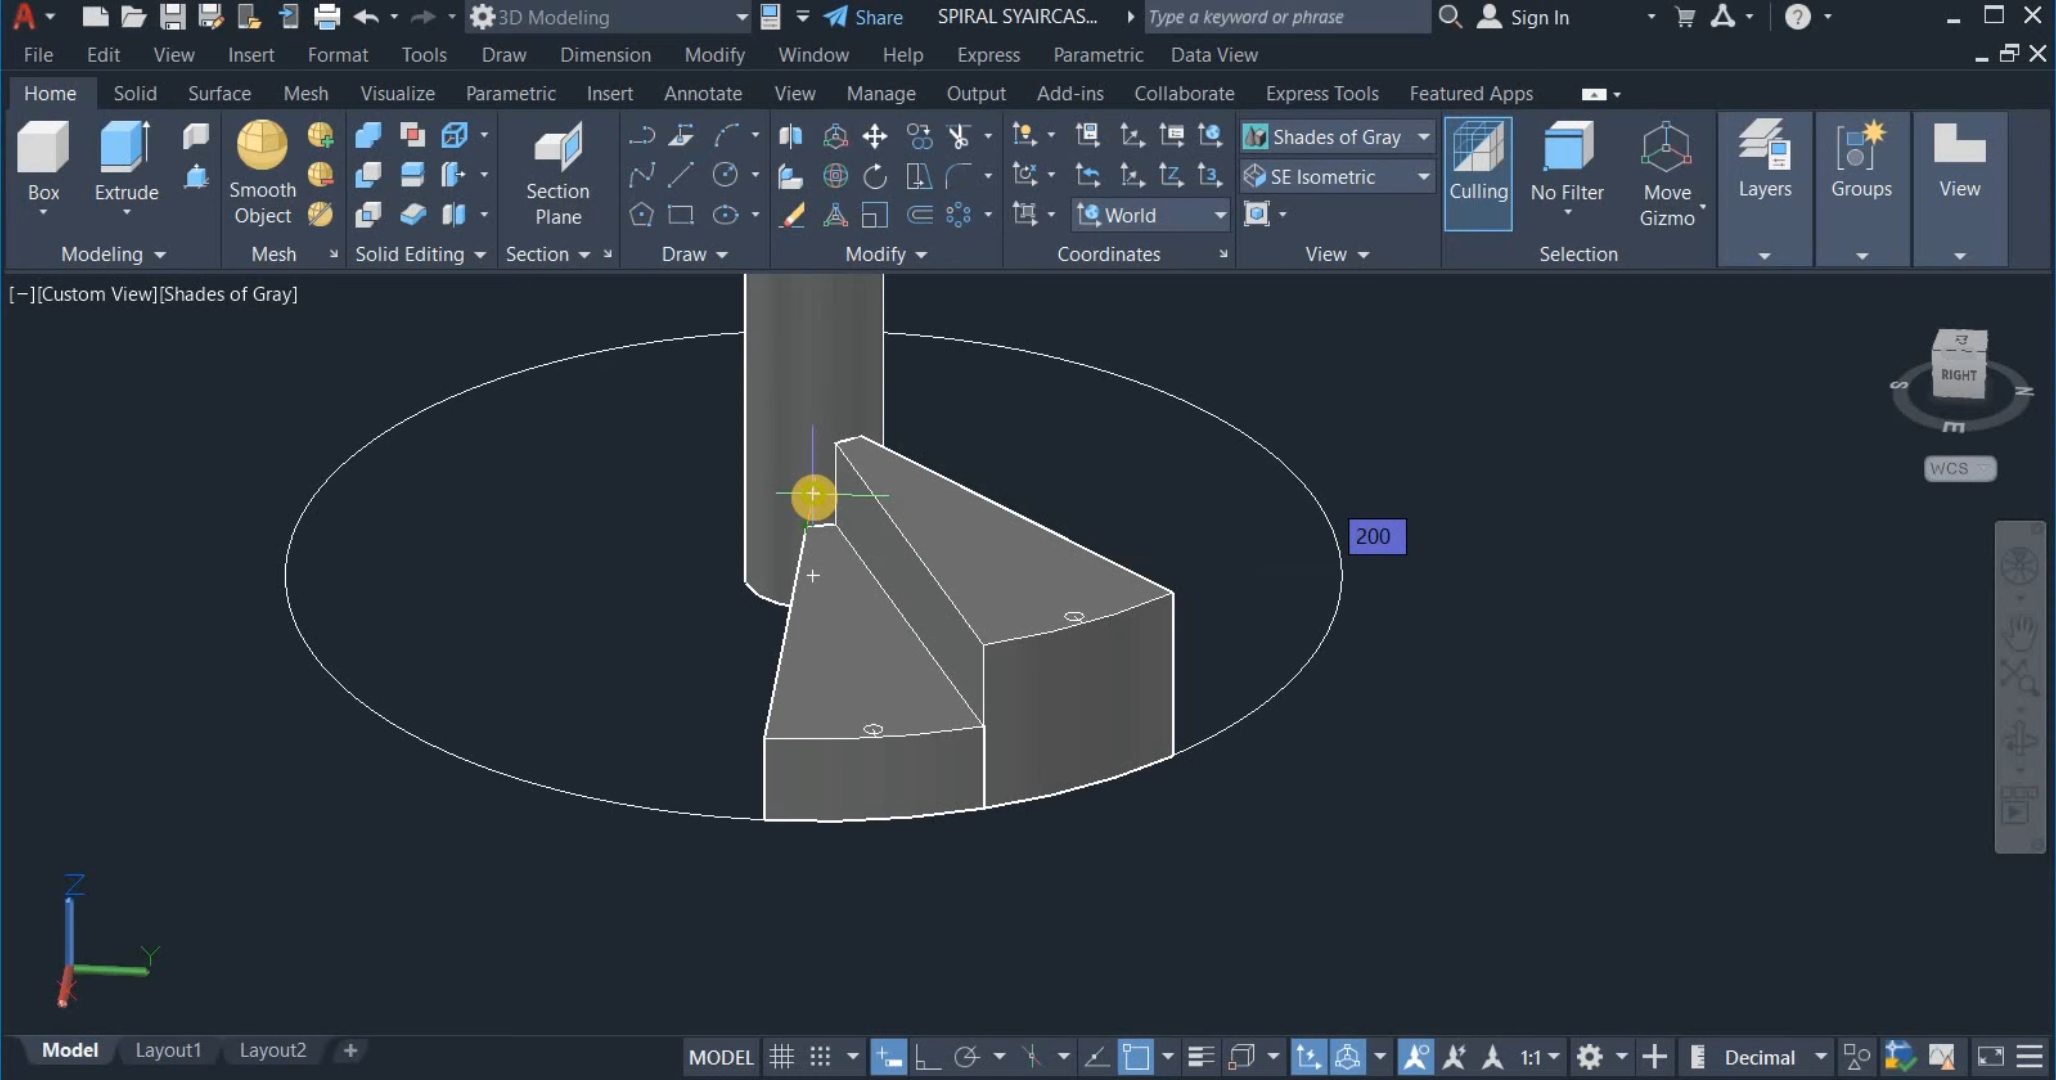 3D Modeling
Share
SPIRAL SYAIRCAS...
Type a keyword or phrase
Sign In
File Edit View Insert Format Tools Draw Dimension Modify Window Help Express Parametric Data View
Home Solid Surface Mesh Visualize Parametric Insert Annotate View Manage Output Add-ins Collaborate Express Tools Featured Apps
Box
Extrude
Smooth
Object
Section
Plane
World
Shades of Gray
SE Isometric
Culling
No Filter
Move
Gizmo
Layers
Groups
View
Modeling
Mesh
Solid Editing
Section
Draw
Modify
Coordinates
View
Selection
[−][Custom View][Shades of Gray]
RIGHT
S
N
E
WCS
200
Z
Y
X
Model Layout1 Layout2 +
MODEL
1:1
Decimal